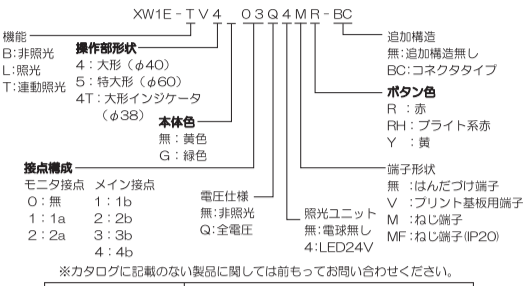 XW1E-TV4 03Q4MR-BC
機能
B:非照光
L:照光
T:連動照光
操作部形状
4:大形(φ40)
5:特大形(φ60)
4T:大形インジケータ
(φ38)
本体色
無:黄色
G:緑色
接点構成
モニタ接点 メイン接点
0:無 1:1b
1:1a 2:2b
2:2a 3:3b
4:4b
電圧仕様
無:非照光
Q:全電圧
照光ユニット
無:電球無し
4:LED24V
追加構造
無:追加構造無し
BC:コネクタタイプ
ボタン色
R :赤
RH:ブライト系赤
Y :黄
端子形状
無 :はんだづけ端子
V :プリント基板用端子
M :ねじ端子
MF:ねじ端子(IP20)
※カタログに記載のない製品に関しては前もってお問い合わせください。